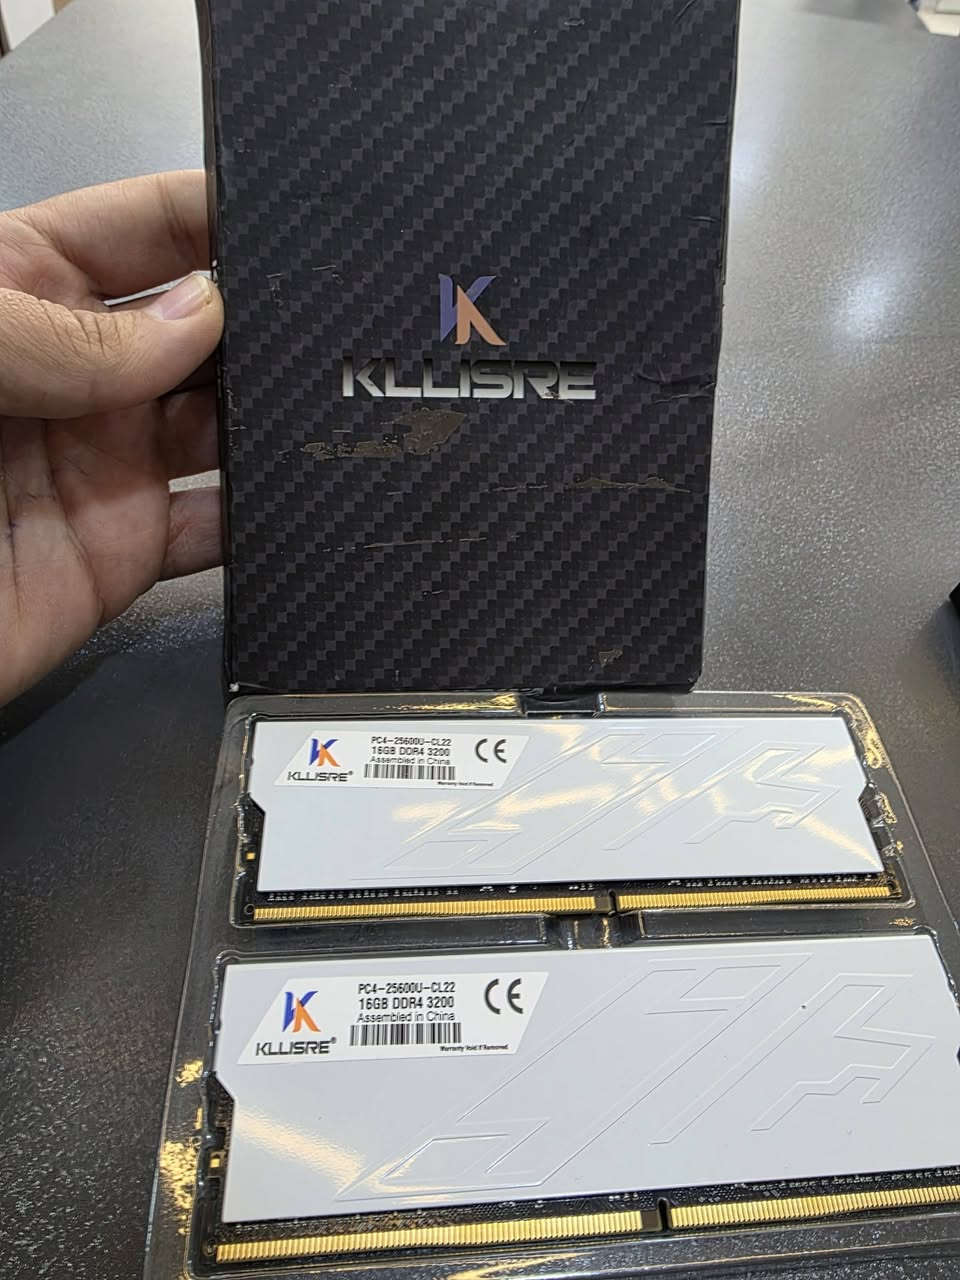 KLLISRE
KLLISRE®
PC4-25600U-CL22
16GB DDR4 3200
Assembled in China
CE
Warranty Void If Removed
KLLISRE®
PC4-25600U-CL22
16GB DDR4 3200
Assembled in China
CE
Warranty Void If Removed